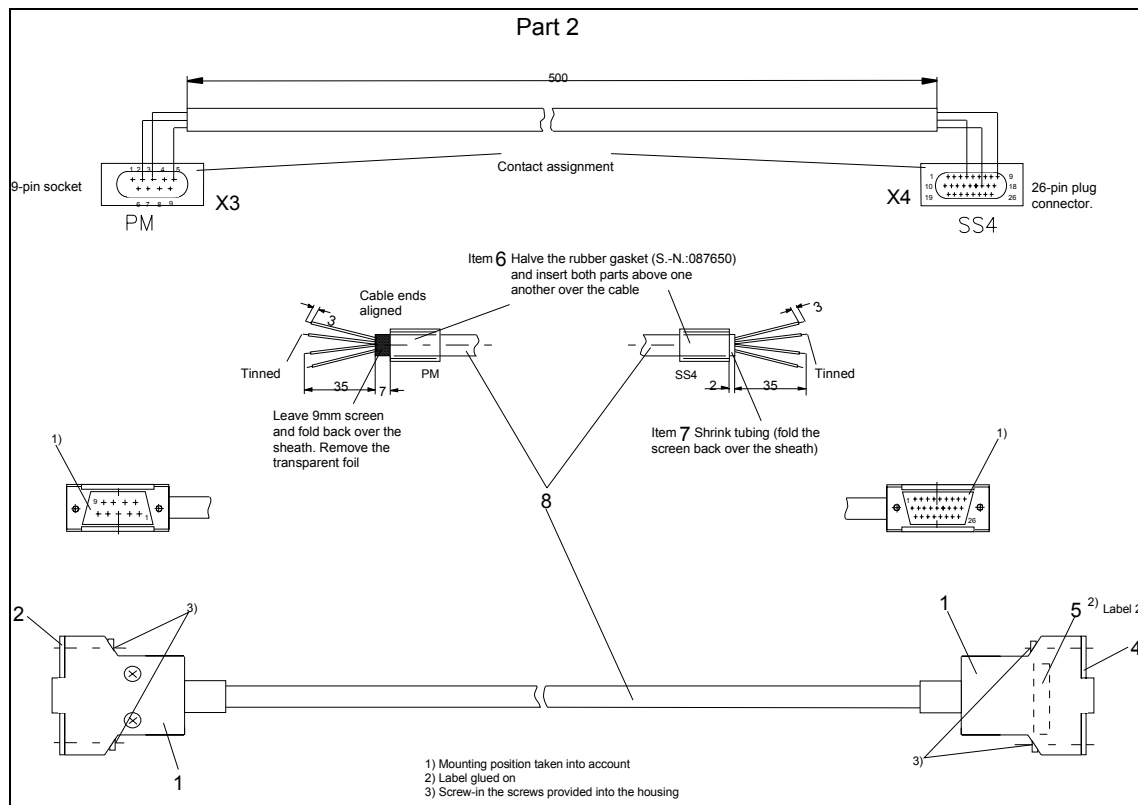 Part 2
500
1 2 3 4 5
6 7 8 9
9-pin socket
X3
PM
Contact assignment
1 9
10 18
19 26
X4
SS4
26-pin plug
connector.
Item 6 Halve the rubber gasket (S.-N.:087650)
and insert both parts above one
another over the cable
Cable ends
aligned
3
Tinned
35
7
PM
Leave 9mm screen
and fold back over the
sheath. Remove the
transparent foil
3
SS4
2
35
Tinned
Item 7 Shrink tubing (fold the
screen back over the sheath)
1)
9
1
8
1)
1
26
2
3)
1
1
5 2) Label 2
4
3)
1) Mounting position taken into account
2) Label glued on
3) Screw-in the screws provided into the housing